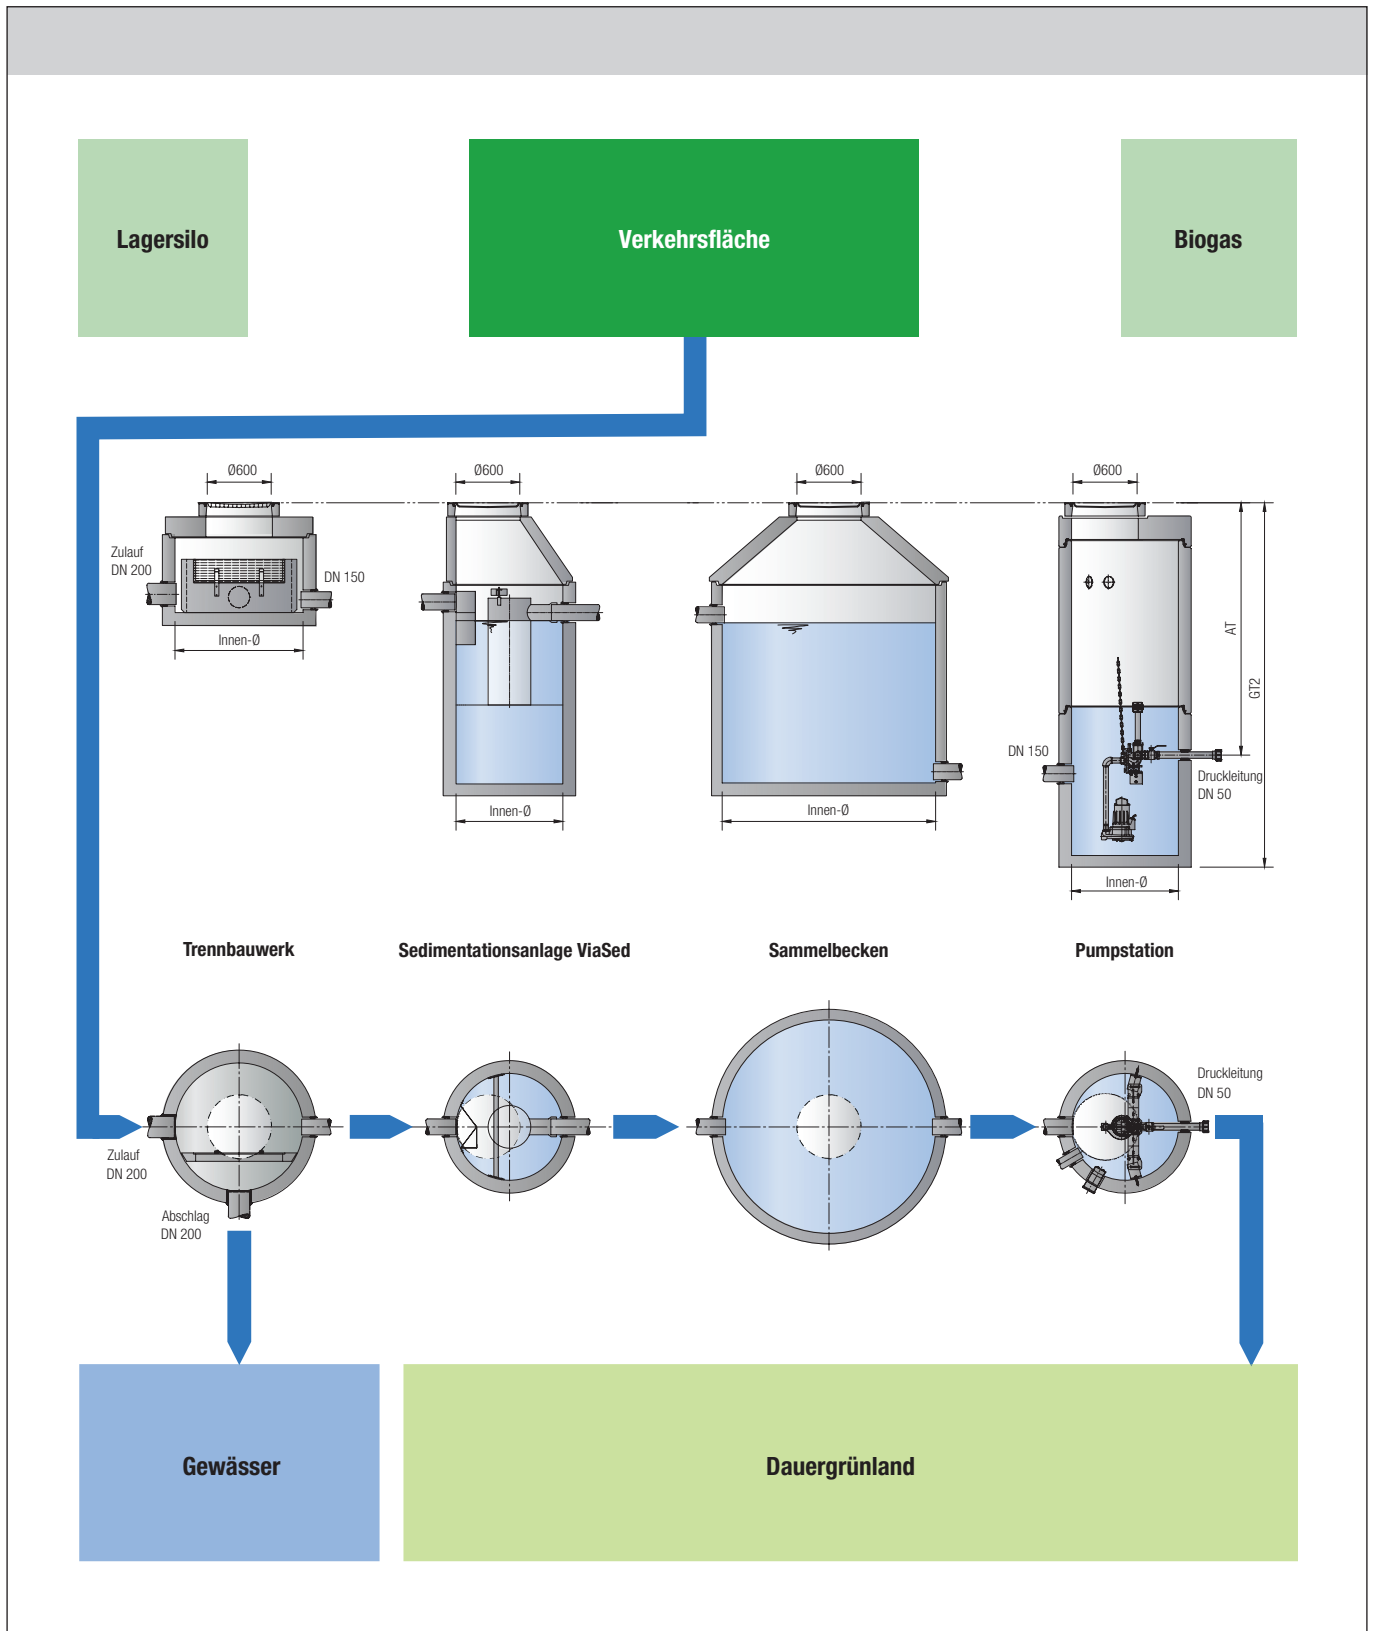 Lagersilo
Verkehrsfläche
Biogas
Ø600
Ø600
Ø600
Ø600
Zulauf
DN 200
DN 150
Innen-Ø
Innen-Ø
Innen-Ø
DN 150
AT
GT2
Druckleitung
DN 50
Innen-Ø
Trennbauwerk
Sedimentationsanlage ViaSed
Sammelbecken
Pumpstation
Zulauf
DN 200
Abschlag
DN 200
Druckleitung
DN 50
Gewässer
Dauergrünland